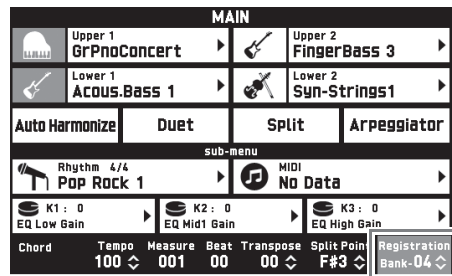 MAIN
Upper 1
GrPnoConcert
Upper 2
FingerBass 3
Lower 1
Acous.Bass 1
Lower 2
Syn-Strings1
Auto Harmonize Duet Split Arpeggiator
sub-menu
Rhythm 4/4
Pop Rock 1
MIDI
No Data
K1 : 0
EQ Low Gain
K2 : 0
EQ Mid1 Gain
K3 : 0
EQ High Gain
Chord Tempo Measure Beat Transpose Split Point Registration
100 001 00 00 F#3 Bank-04